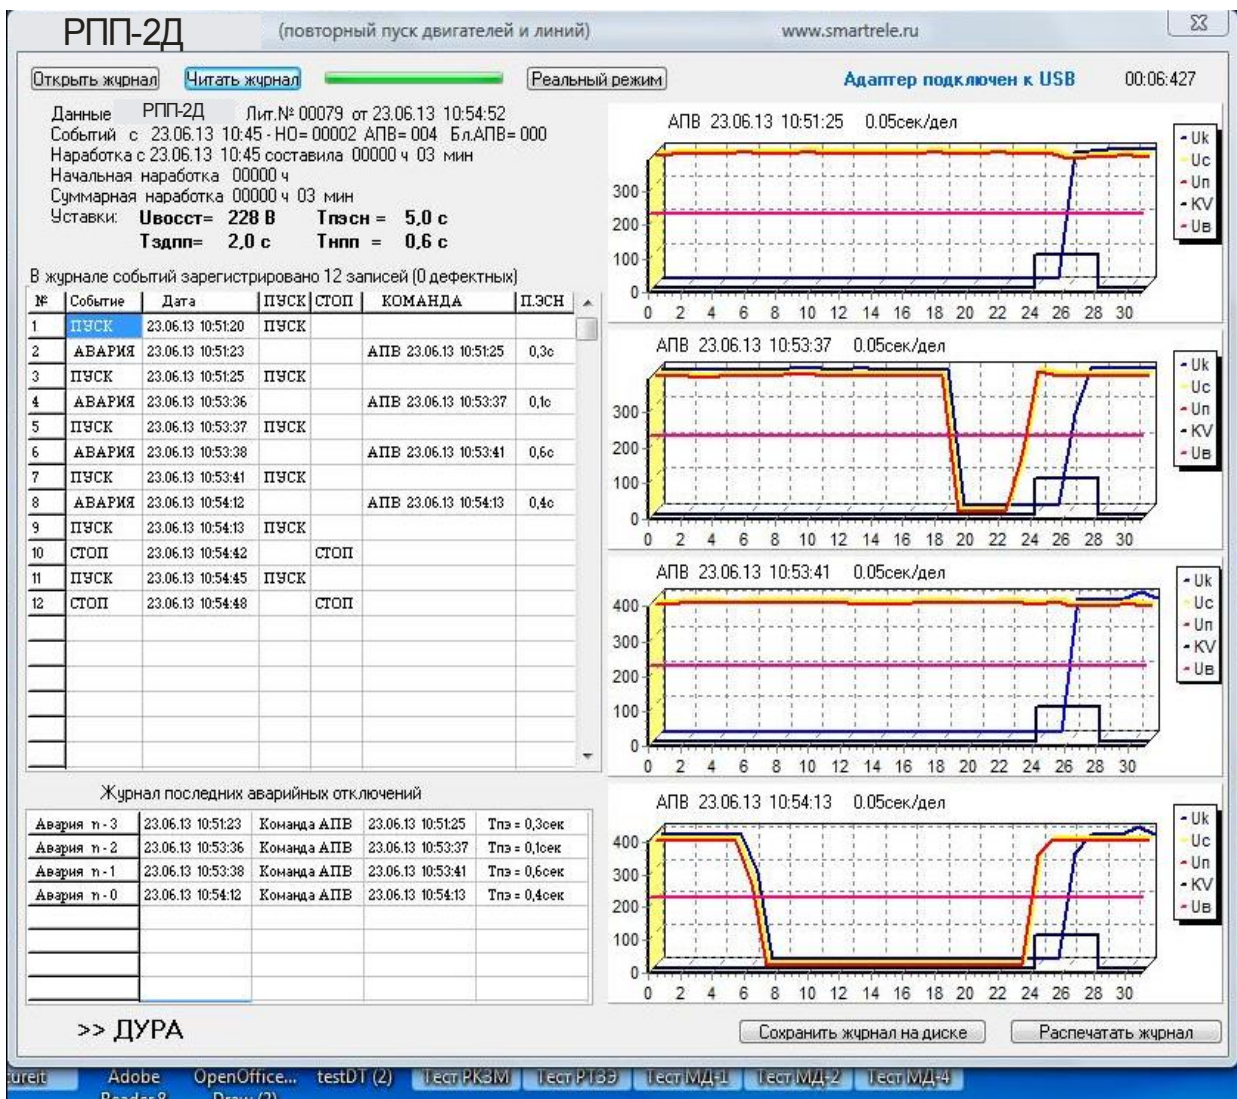 РПП-2Д (повторный пуск двигателей и линий) www.smartrele.ru
Открыть журнал Читать журнал Реальный режим Адаптер подключен к USB 00:06:427
Данные РПП-2Д Лит.№ 00079 от 23.06.13 10:54:52
Событий с 23.06.13 10:45 - НО= 00002 АПВ= 004 Бл.АПВ= 000
Наработка с 23.06.13 10:45 составила 00000 ч 03 мин
Начальная наработка 00000 ч
Суммарная наработка 00000 ч 03 мин
Уставки: Uвосст= 228 В Тпэсн = 5,0 с
Тздпп= 2,0 с Тнпп = 0,6 с
В журнале событий зарегистрировано 12 записей (0 дефектных)
№ Событие Дата ПУСК СТОП КОМАНДА П.ЭСН
1 ПУСК 23.06.13 10:51:20 ПУСК
2 АВАРИЯ 23.06.13 10:51:23 АПВ 23.06.13 10:51:25 0,3с
3 ПУСК 23.06.13 10:51:25 ПУСК
4 АВАРИЯ 23.06.13 10:53:36 АПВ 23.06.13 10:53:37 0,1с
5 ПУСК 23.06.13 10:53:37 ПУСК
6 АВАРИЯ 23.06.13 10:53:38 АПВ 23.06.13 10:53:41 0,6с
7 ПУСК 23.06.13 10:53:41 ПУСК
8 АВАРИЯ 23.06.13 10:54:12 АПВ 23.06.13 10:54:13 0,4с
9 ПУСК 23.06.13 10:54:13 ПУСК
10 СТОП 23.06.13 10:54:42 СТОП
11 ПУСК 23.06.13 10:54:45 ПУСК
12 СТОП 23.06.13 10:54:48 СТОП
Журнал последних аварийных отключений
Авария n - 3 23.06.13 10:51:23 Команда АПВ 23.06.13 10:51:25 Тпэ = 0,3сек
Авария n - 2 23.06.13 10:53:36 Команда АПВ 23.06.13 10:53:37 Тпэ = 0,1сек
Авария n - 1 23.06.13 10:53:38 Команда АПВ 23.06.13 10:53:41 Тпэ = 0,6сек
Авария n - 0 23.06.13 10:54:12 Команда АПВ 23.06.13 10:54:13 Тпэ = 0,4сек
>> ДУРА
АПВ 23.06.13 10:51:25 0.05сек/дел
300
200
100
0
0 2 4 6 8 10 12 14 16 18 20 22 24 26 28 30
Uk
Uc
Uп
KV
Uв
АПВ 23.06.13 10:53:37 0.05сек/дел
300
200
100
0
0 2 4 6 8 10 12 14 16 18 20 22 24 26 28 30
Uk
Uc
Uп
KV
Uв
АПВ 23.06.13 10:53:41 0.05сек/дел
400
300
200
100
0
0 2 4 6 8 10 12 14 16 18 20 22 24 26 28 30
Uk
Uc
Uп
KV
Uв
АПВ 23.06.13 10:54:13 0.05сек/дел
400
300
200
100
0
0 2 4 6 8 10 12 14 16 18 20 22 24 26 28 30
Uk
Uc
Uп
KV
Uв
Сохранить журнал на диске Распечатать журнал
cureit Adobe OpenOffice... testDT (2) Тест РКЗМ Тест РТЗЭ Тест МД-1 Тест МД-2 Тест МД-4
Reader 8 Draw (2)